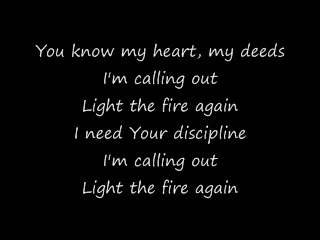 You know my heart, my deeds
I'm calling out
Light the fire again
I need Your discipline
I'm calling out
Light the fire again